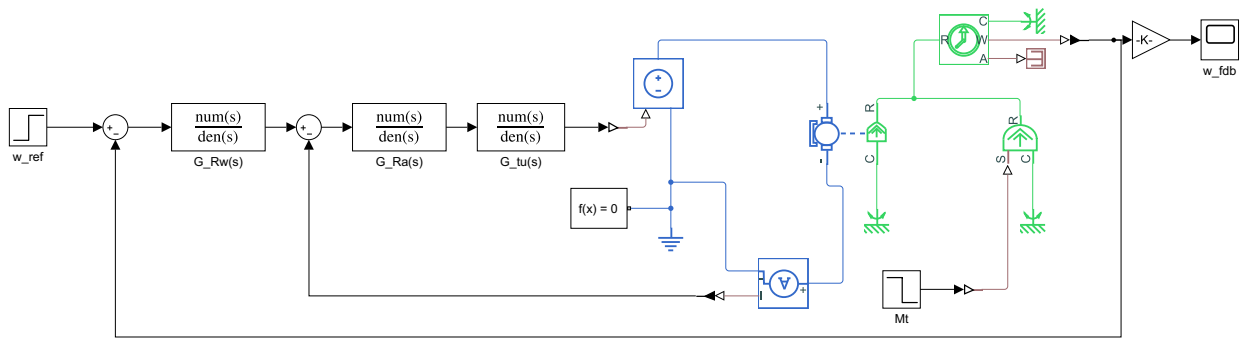 w_ref
+
-
num(s)
den(s)
G_Rw(s)
+
-
num(s)
den(s)
G_Ra(s)
num(s)
den(s)
G_tu(s)
+
-
f(x) = 0
A
-
+
I
+
-
R
C
R
S
C
R
C
W
A
Mt
-K-
w_fdb